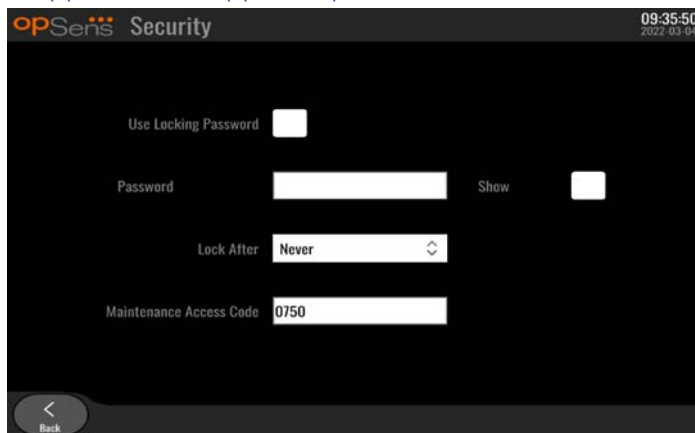 opSens Security
09:35:50
2022-03-04
Use Locking Password
Password
Show
Lock After Never
Maintenance Access Code 0750
Back